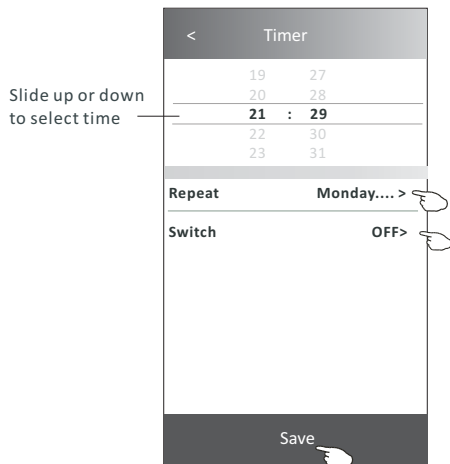 < Timer
19 27
20 28
21 : 29
22 30
23 31
Slide up or down
to select time
Repeat Monday.... >
Switch OFF>
Save